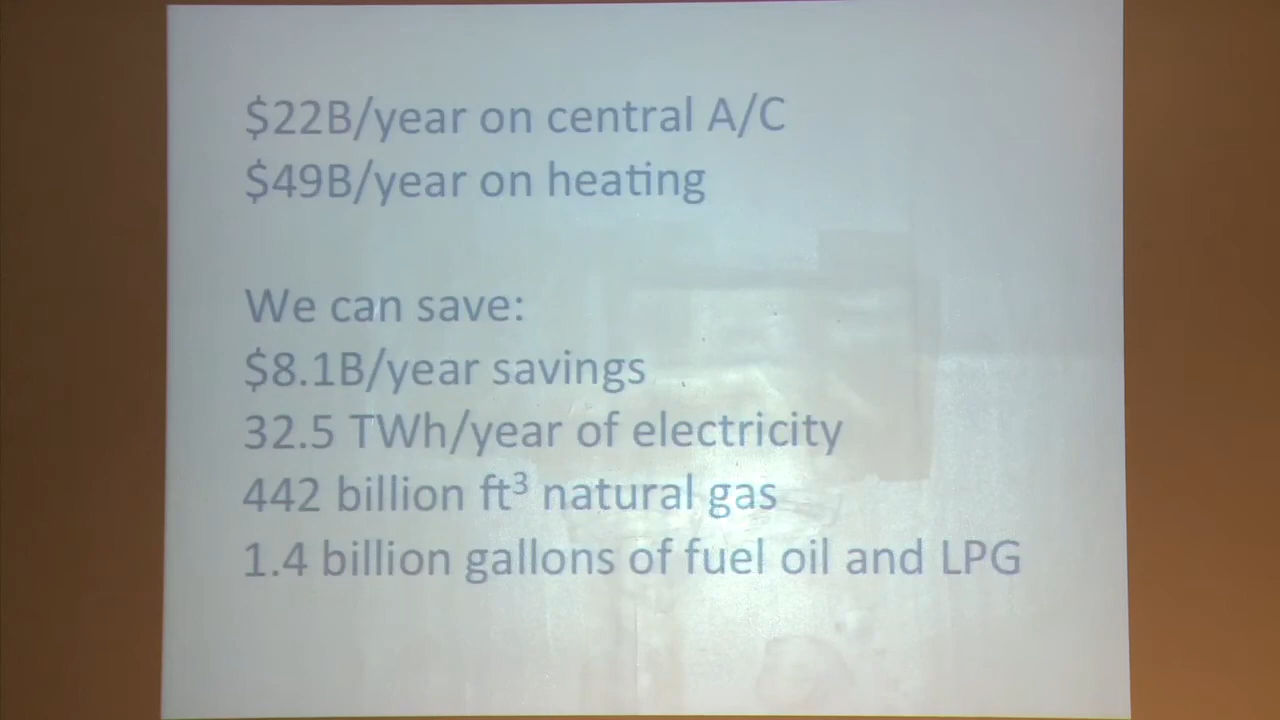 $22B/year on central A/C
$49B/year on heating
We can save:
$8.1B/year savings
32.5 TWh/year of electricity
442 billion ft³ natural gas
1.4 billion gallons of fuel oil and LPG